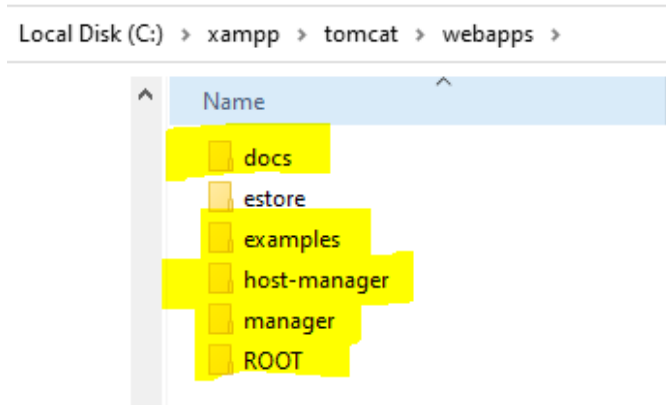 Local Disk (C:) > xampp > tomcat > webapps >
Name
docs
estore
examples
host-manager
manager
ROOT